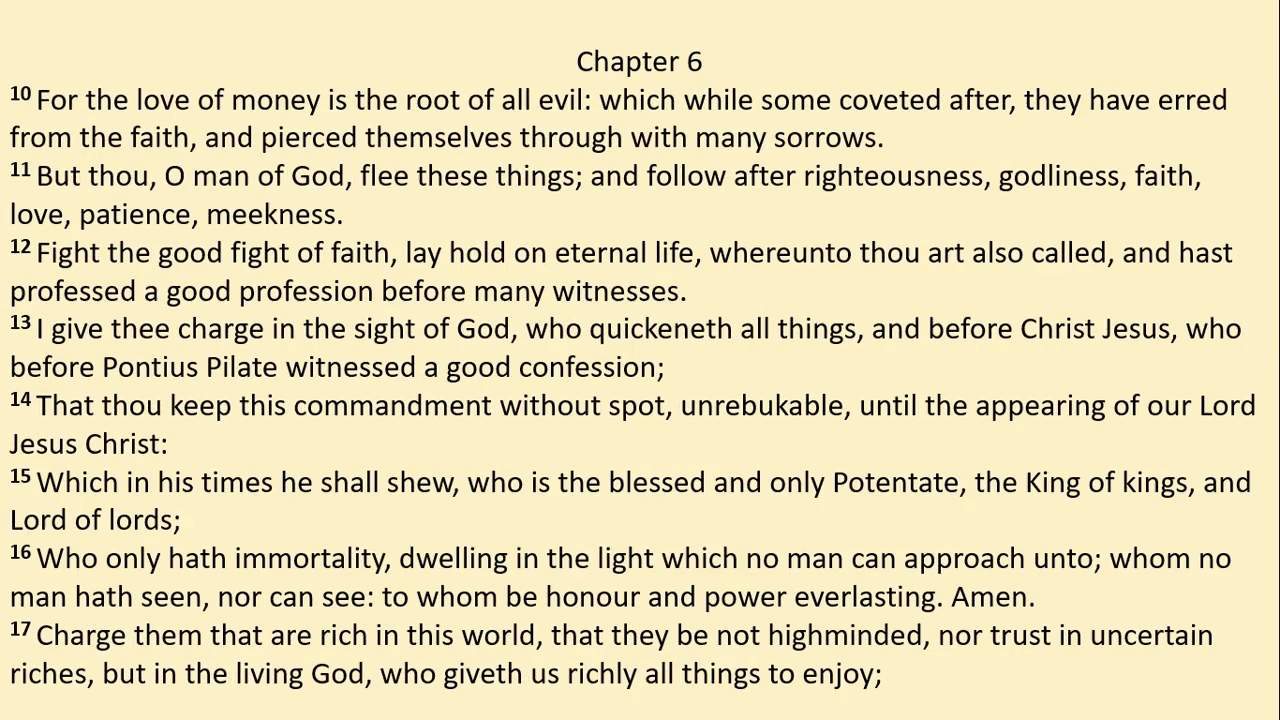 Chapter 6
10 For the love of money is the root of all evil: which while some coveted after, they have erred
from the faith, and pierced themselves through with many sorrows.
11 But thou, O man of God, flee these things; and follow after righteousness, godliness, faith,
love, patience, meekness.
12 Fight the good fight of faith, lay hold on eternal life, whereunto thou art also called, and hast
professed a good profession before many witnesses.
13 I give thee charge in the sight of God, who quickeneth all things, and before Christ Jesus, who
before Pontius Pilate witnessed a good confession;
14 That thou keep this commandment without spot, unrebukable, until the appearing of our Lord
Jesus Christ:
15 Which in his times he shall shew, who is the blessed and only Potentate, the King of kings, and
Lord of lords;
16 Who only hath immortality, dwelling in the light which no man can approach unto; whom no
man hath seen, nor can see: to whom be honour and power everlasting. Amen.
17 Charge them that are rich in this world, that they be not highminded, nor trust in uncertain
riches, but in the living God, who giveth us richly all things to enjoy;